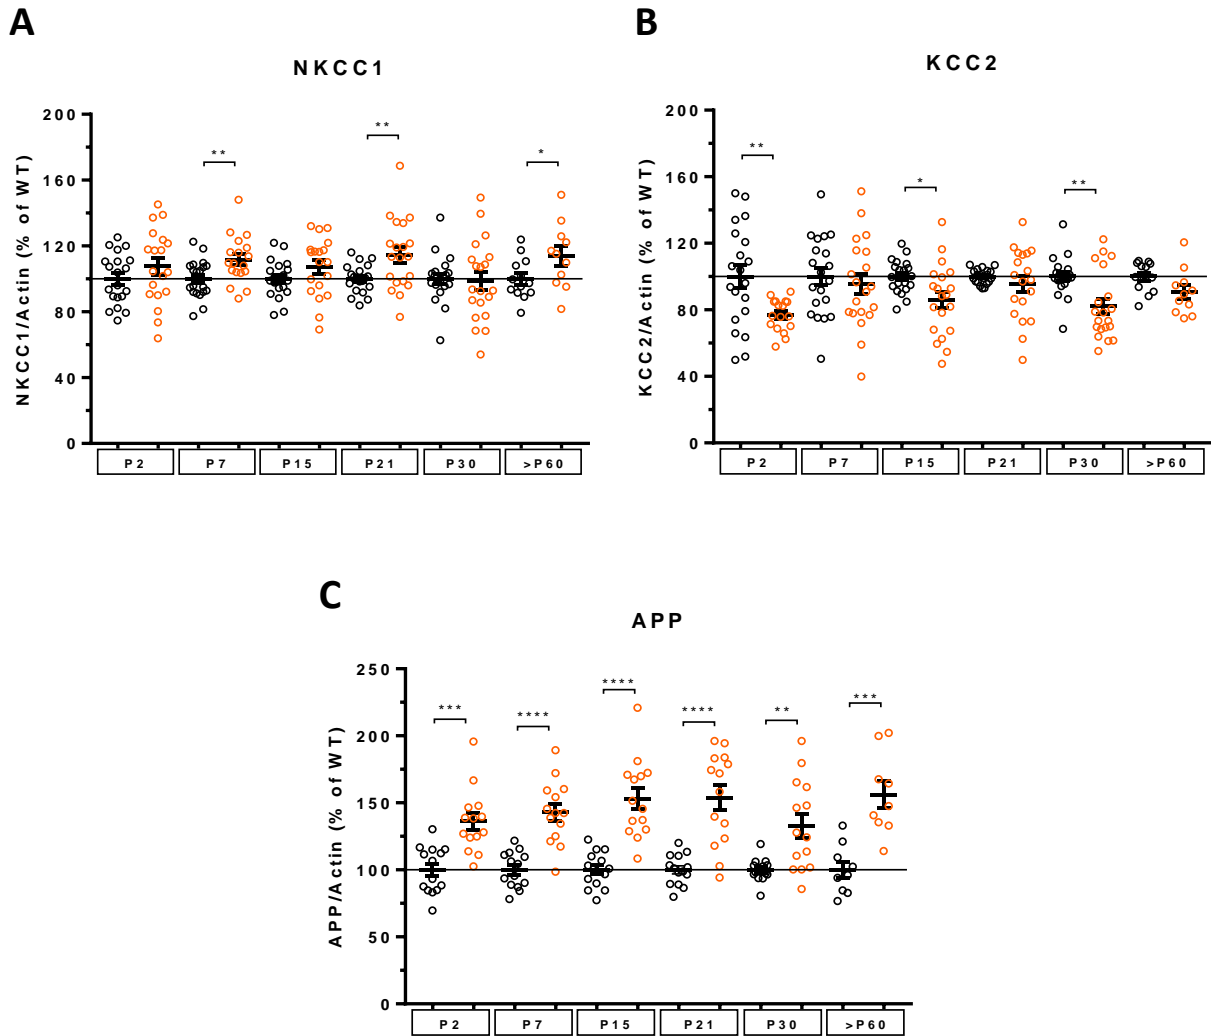 A
NKCC1
NKCC1/Actin (% of WT)
200
160
120
80
40
0
**
**
*
P2 P7 P15 P21 P30 >P60
B
KCC2
KCC2/Actin (% of WT)
200
160
120
80
40
0
**
*
**
P2 P7 P15 P21 P30 >P60
C
APP
APP/Actin (% of WT)
250
200
150
100
50
0
***
****
****
****
**
***
P2 P7 P15 P21 P30 >P60